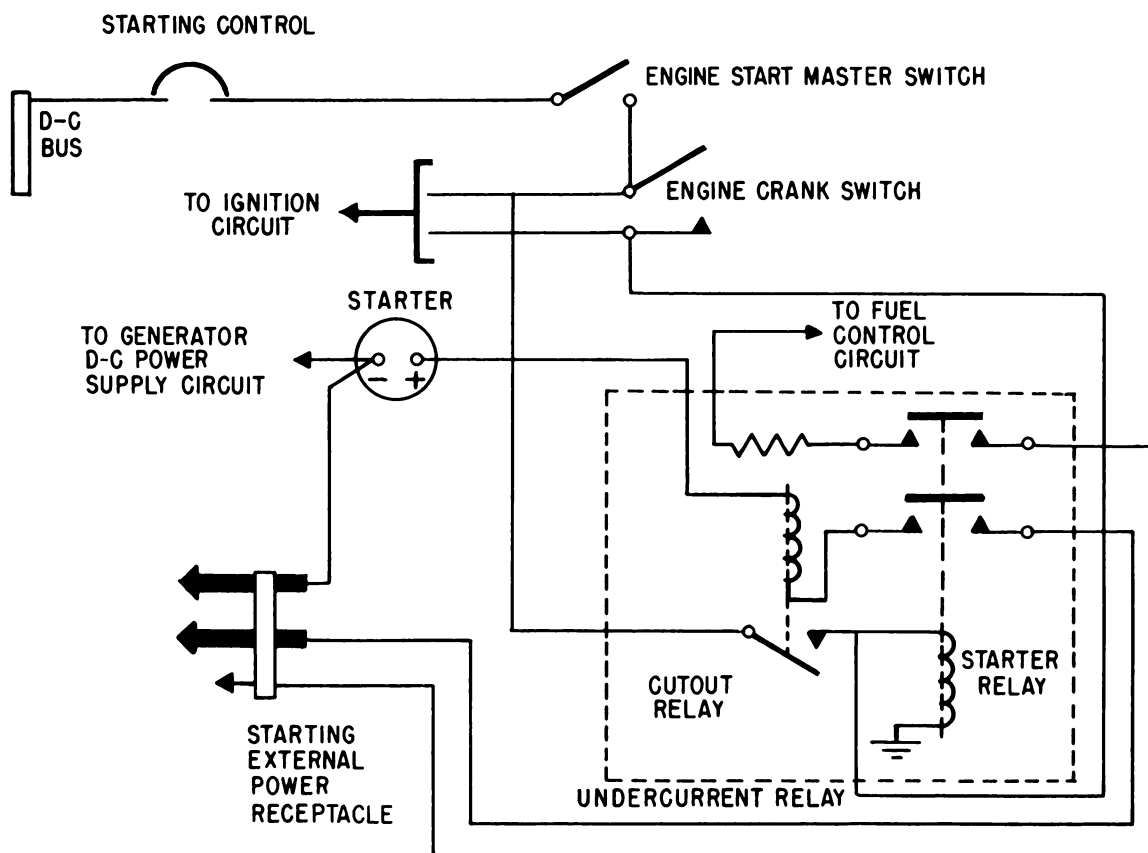 STARTING CONTROL
ENGINE START MASTER SWITCH
D-C
BUS
ENGINE CRANK SWITCH
TO IGNITION
CIRCUIT
STARTER
TO GENERATOR
D-C POWER
SUPPLY CIRCUIT
- +
TO FUEL
CONTROL
CIRCUIT
CUTOUT
RELAY
STARTER
RELAY
STARTING
EXTERNAL
POWER
RECEPTACLE
UNDERCURRENT RELAY